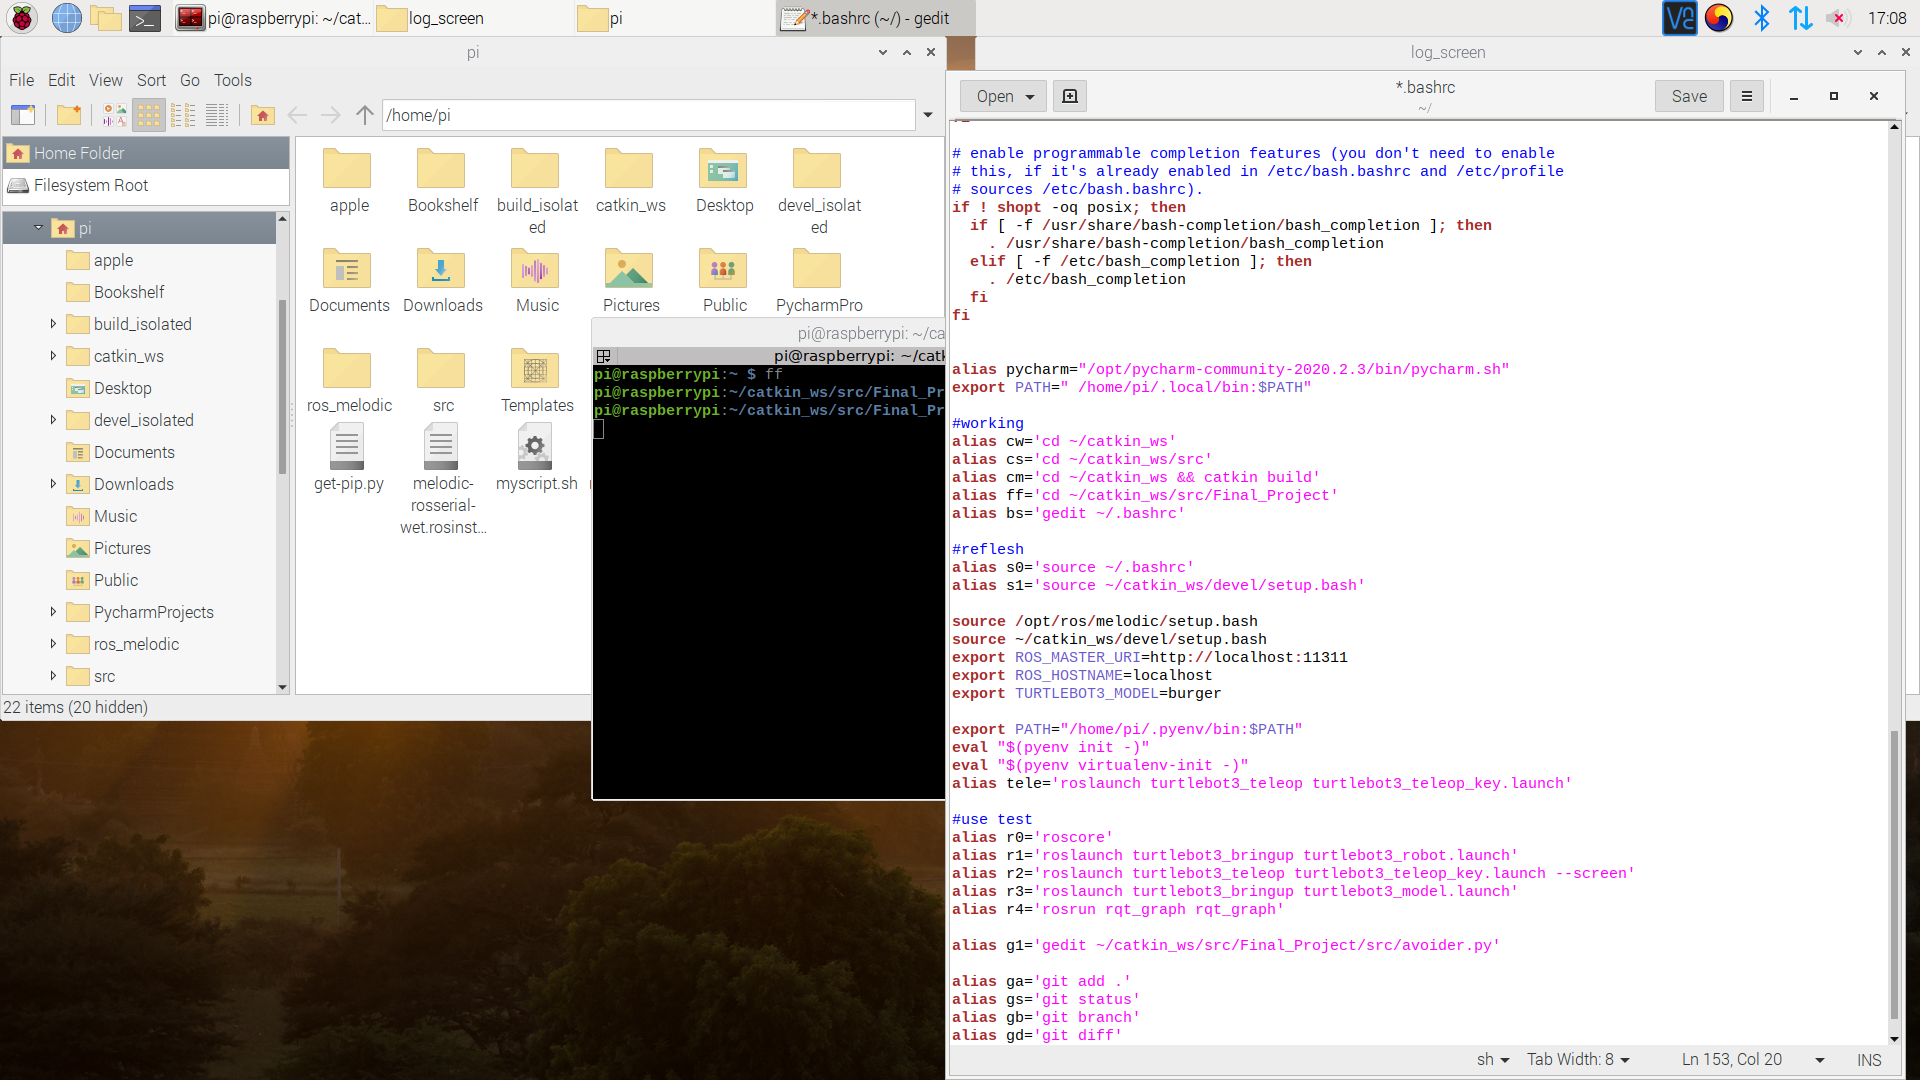 pi@raspberrypi: ~/cat...
log_screen
pi
*.bashrc (~/) - gedit
17:08
pi
File Edit View Sort Go Tools
/home/pi
Home Folder
Filesystem Root
pi
apple
Bookshelf
build_isolated
catkin_ws
Desktop
devel_isolated
Documents
Downloads
Music
Pictures
Public
PycharmProjects
ros_melodic
src
22 items (20 hidden)
apple
Bookshelf
build_isolat
ed
catkin_ws
Desktop
devel_isolat
ed
Documents
Downloads
Music
Pictures
Public
PycharmPro
ros_melodic
src
Templates
get-pip.py
melodic-
rosserial-
wet.rosinst...
myscript.sh
pi@raspberrypi: ~/ca
pi@raspberrypi: ~/catk
pi@raspberrypi:~ $ ff
pi@raspberrypi:~/catkin_ws/src/Final_Pr
pi@raspberrypi:~/catkin_ws/src/Final_Pr
log_screen
Open
*.bashrc
~/
Save
# enable programmable completion features (you don't need to enable
# this, if it's already enabled in /etc/bash.bashrc and /etc/profile
# sources /etc/bash.bashrc).
if ! shopt -oq posix; then
  if [ -f /usr/share/bash-completion/bash_completion ]; then
    . /usr/share/bash-completion/bash_completion
  elif [ -f /etc/bash_completion ]; then
    . /etc/bash_completion
  fi
fi
alias pycharm="/opt/pycharm-community-2020.2.3/bin/pycharm.sh"
export PATH=" /home/pi/.local/bin:$PATH"
#working
alias cw='cd ~/catkin_ws'
alias cs='cd ~/catkin_ws/src'
alias cm='cd ~/catkin_ws && catkin build'
alias ff='cd ~/catkin_ws/src/Final_Project'
alias bs='gedit ~/.bashrc'
#reflesh
alias s0='source ~/.bashrc'
alias s1='source ~/catkin_ws/devel/setup.bash'
source /opt/ros/melodic/setup.bash
source ~/catkin_ws/devel/setup.bash
export ROS_MASTER_URI=http://localhost:11311
export ROS_HOSTNAME=localhost
export TURTLEBOT3_MODEL=burger
export PATH="/home/pi/.pyenv/bin:$PATH"
eval "$(pyenv init -)"
eval "$(pyenv virtualenv-init -)"
alias tele='roslaunch turtlebot3_teleop turtlebot3_teleop_key.launch'
#use test
alias r0='roscore'
alias r1='roslaunch turtlebot3_bringup turtlebot3_robot.launch'
alias r2='roslaunch turtlebot3_teleop turtlebot3_teleop_key.launch --screen'
alias r3='roslaunch turtlebot3_bringup turtlebot3_model.launch'
alias r4='rosrun rqt_graph rqt_graph'
alias g1='gedit ~/catkin_ws/src/Final_Project/src/avoider.py'
alias ga='git add .'
alias gs='git status'
alias gb='git branch'
alias gd='git diff'
sh Tab Width: 8 Ln 153, Col 20 INS